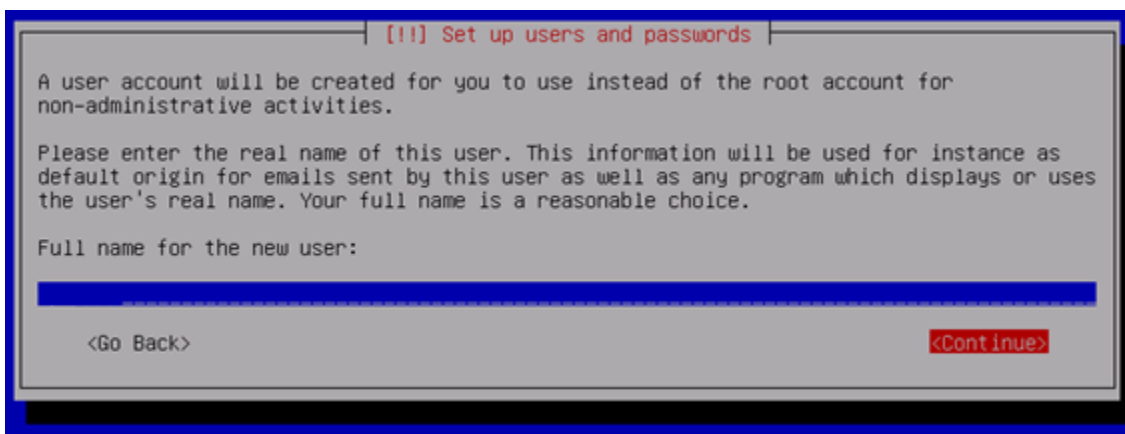 [!!] Set up users and passwords
A user account will be created for you to use instead of the root account for
non-administrative activities.
Please enter the real name of this user. This information will be used for instance as
default origin for emails sent by this user as well as any program which displays or uses
the user's real name. Your full name is a reasonable choice.
Full name for the new user:
<Go Back> <Continue>